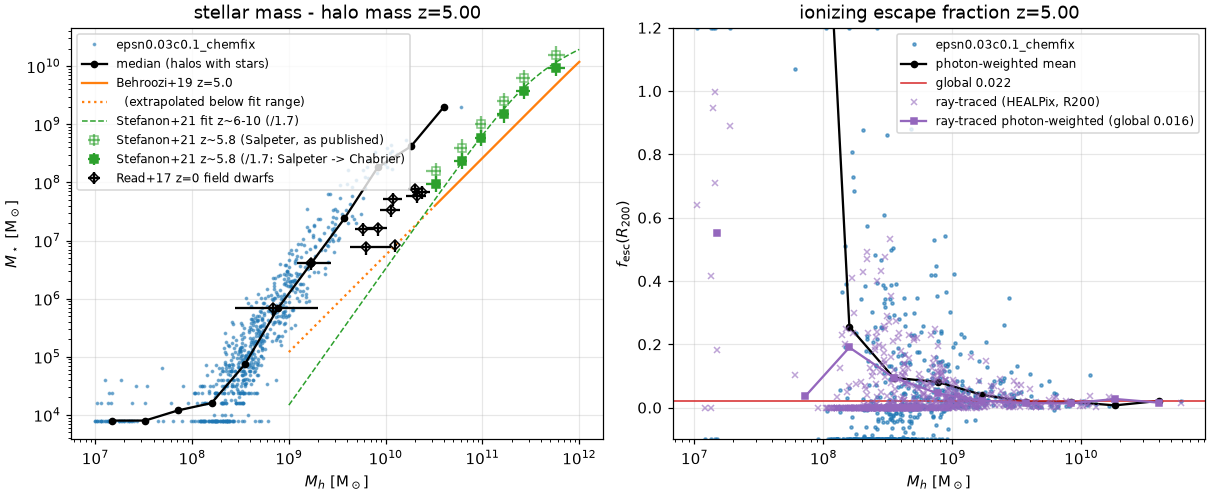 stellar mass - halo mass z=5.00
epsn0.03c0.1_chemfix
median (halos with stars)
Behroozi+19 z=5.0
(extrapolated below fit range)
Stefanon+21 fit z~6-10 (/1.7)
Stefanon+21 z~5.8 (Salpeter, as published)
Stefanon+21 z~5.8 (/1.7: Salpeter -> Chabrier)
Read+17 z=0 field dwarfs
M⋆ [M⊙]
10¹⁰
10⁹
10⁸
10⁷
10⁶
10⁵
10⁴
10⁷ 10⁸ 10⁹ 10¹⁰ 10¹¹ 10¹²
Mₕ [M⊙]
ionizing escape fraction z=5.00
epsn0.03c0.1_chemfix
photon-weighted mean
global 0.022
ray-traced (HEALPix, R200)
ray-traced photon-weighted (global 0.016)
fesc(R₂₀₀)
1.2
1.0
0.8
0.6
0.4
0.2
0.0
10⁷ 10⁸ 10⁹ 10¹⁰
Mₕ [M⊙]